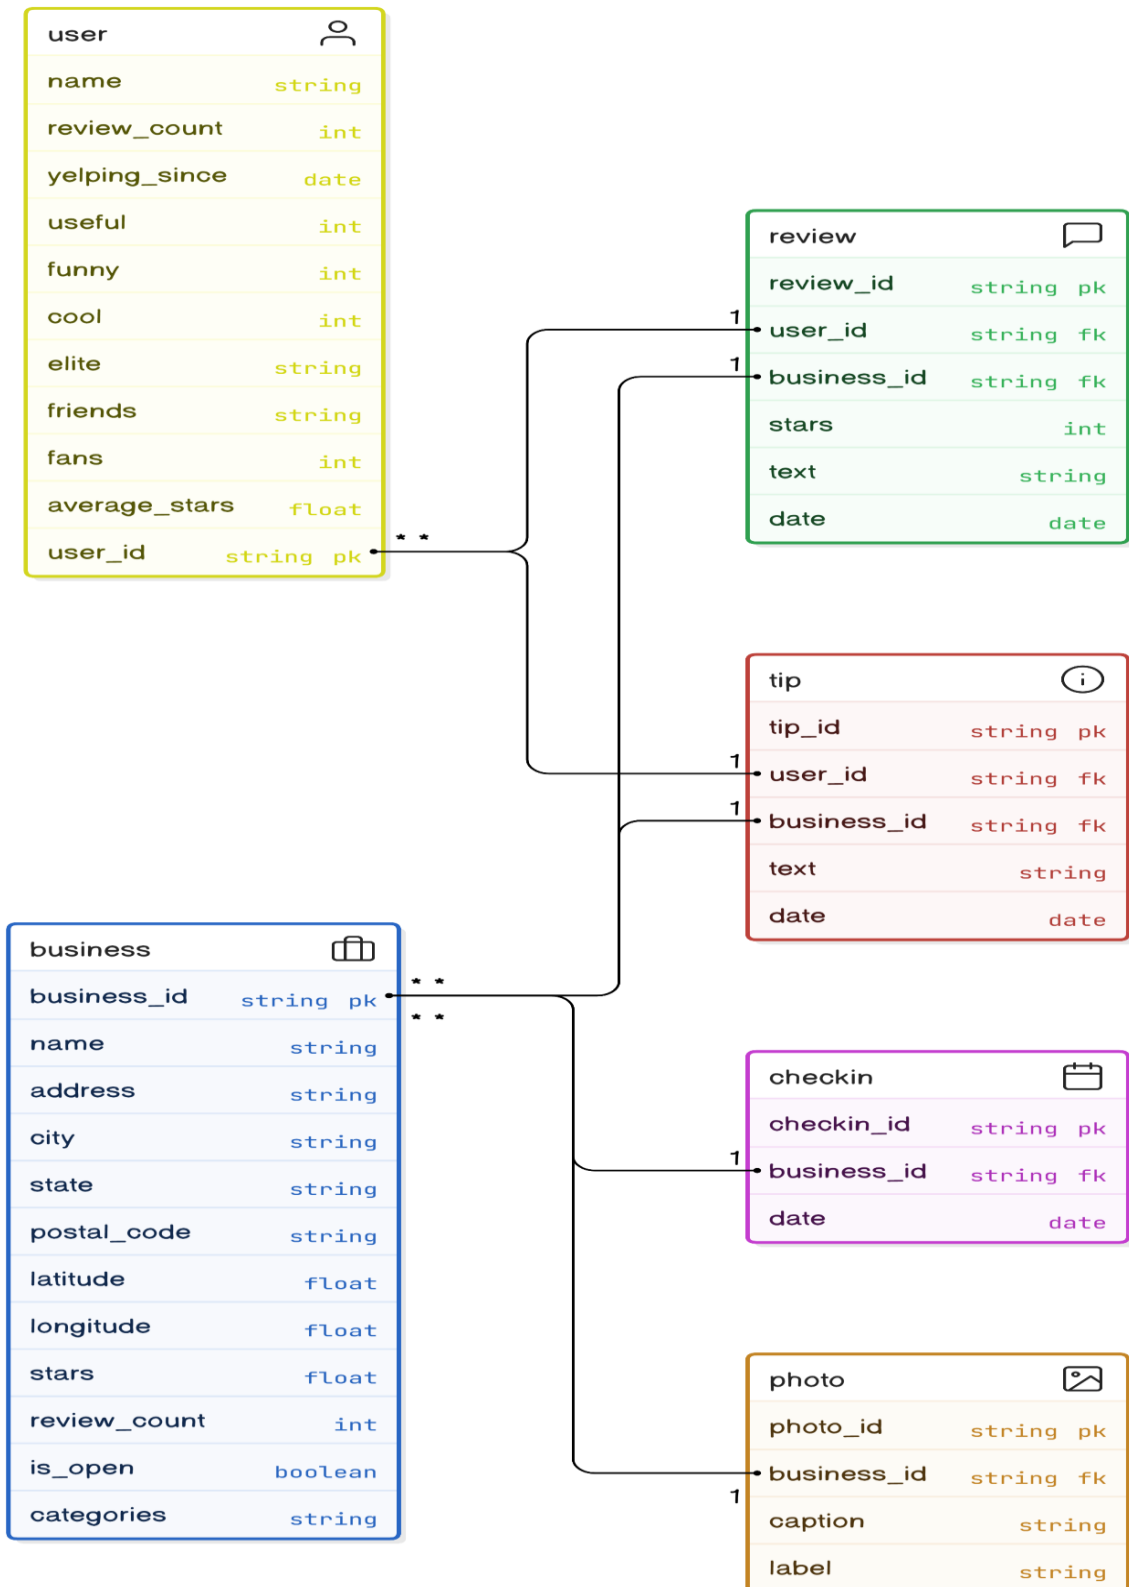 user
name string
review_count int
yelping_since date
useful int
funny int
cool int
elite string
friends string
fans int
average_stars float
user_id string pk
* *
review
review_id string pk
1
user_id string fk
1
business_id string fk
stars int
text string
date date
tip
tip_id string pk
1
user_id string fk
1
business_id string fk
text string
date date
business
business_id string pk
* *
* *
name string
address string
city string
state string
postal_code string
latitude float
longitude float
stars float
review_count int
is_open boolean
categories string
checkin
checkin_id string pk
1
business_id string fk
date date
photo
photo_id string pk
business_id string fk
1
caption string
label string